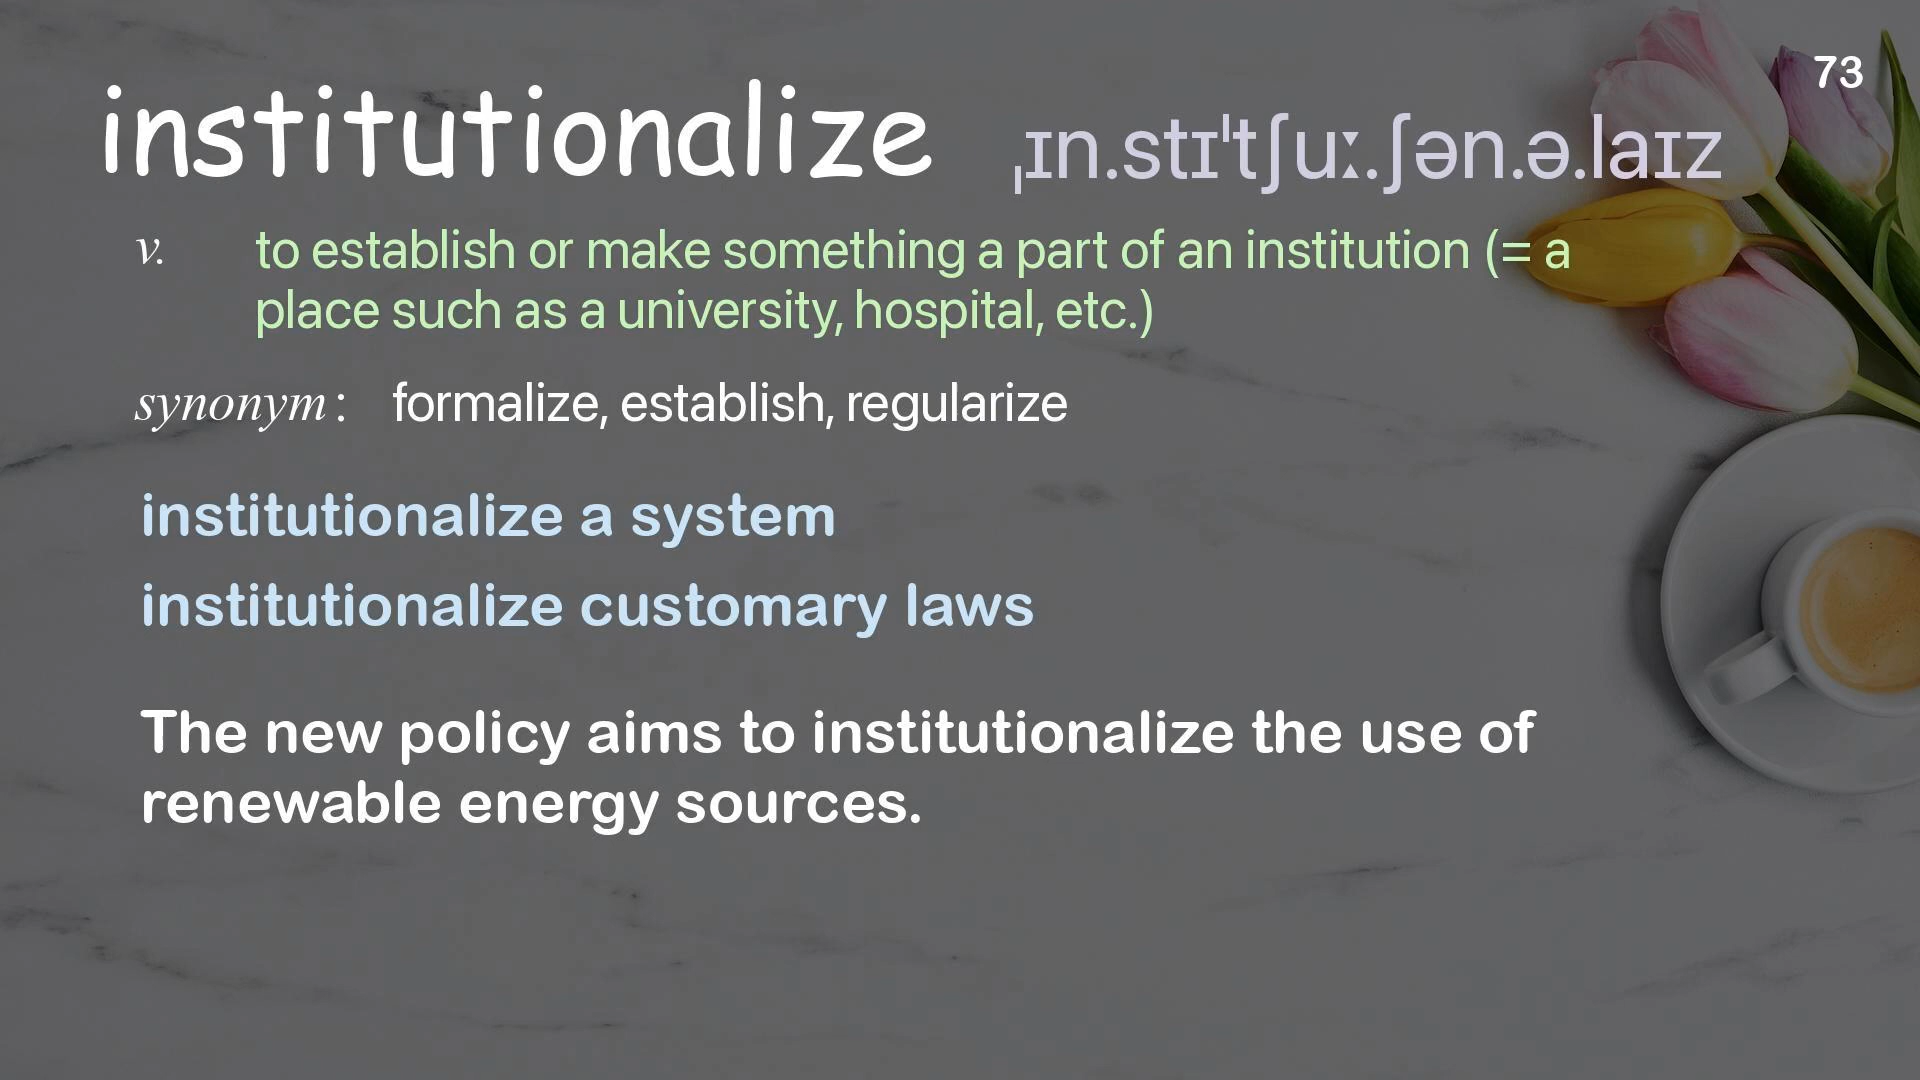 73
institutionalize ˌɪn.stɪˈtʃuː.ʃən.ə.laɪz
v. to establish or make something a part of an institution (= a
place such as a university, hospital, etc.)
synonym: formalize, establish, regularize
institutionalize a system
institutionalize customary laws
The new policy aims to institutionalize the use of
renewable energy sources.